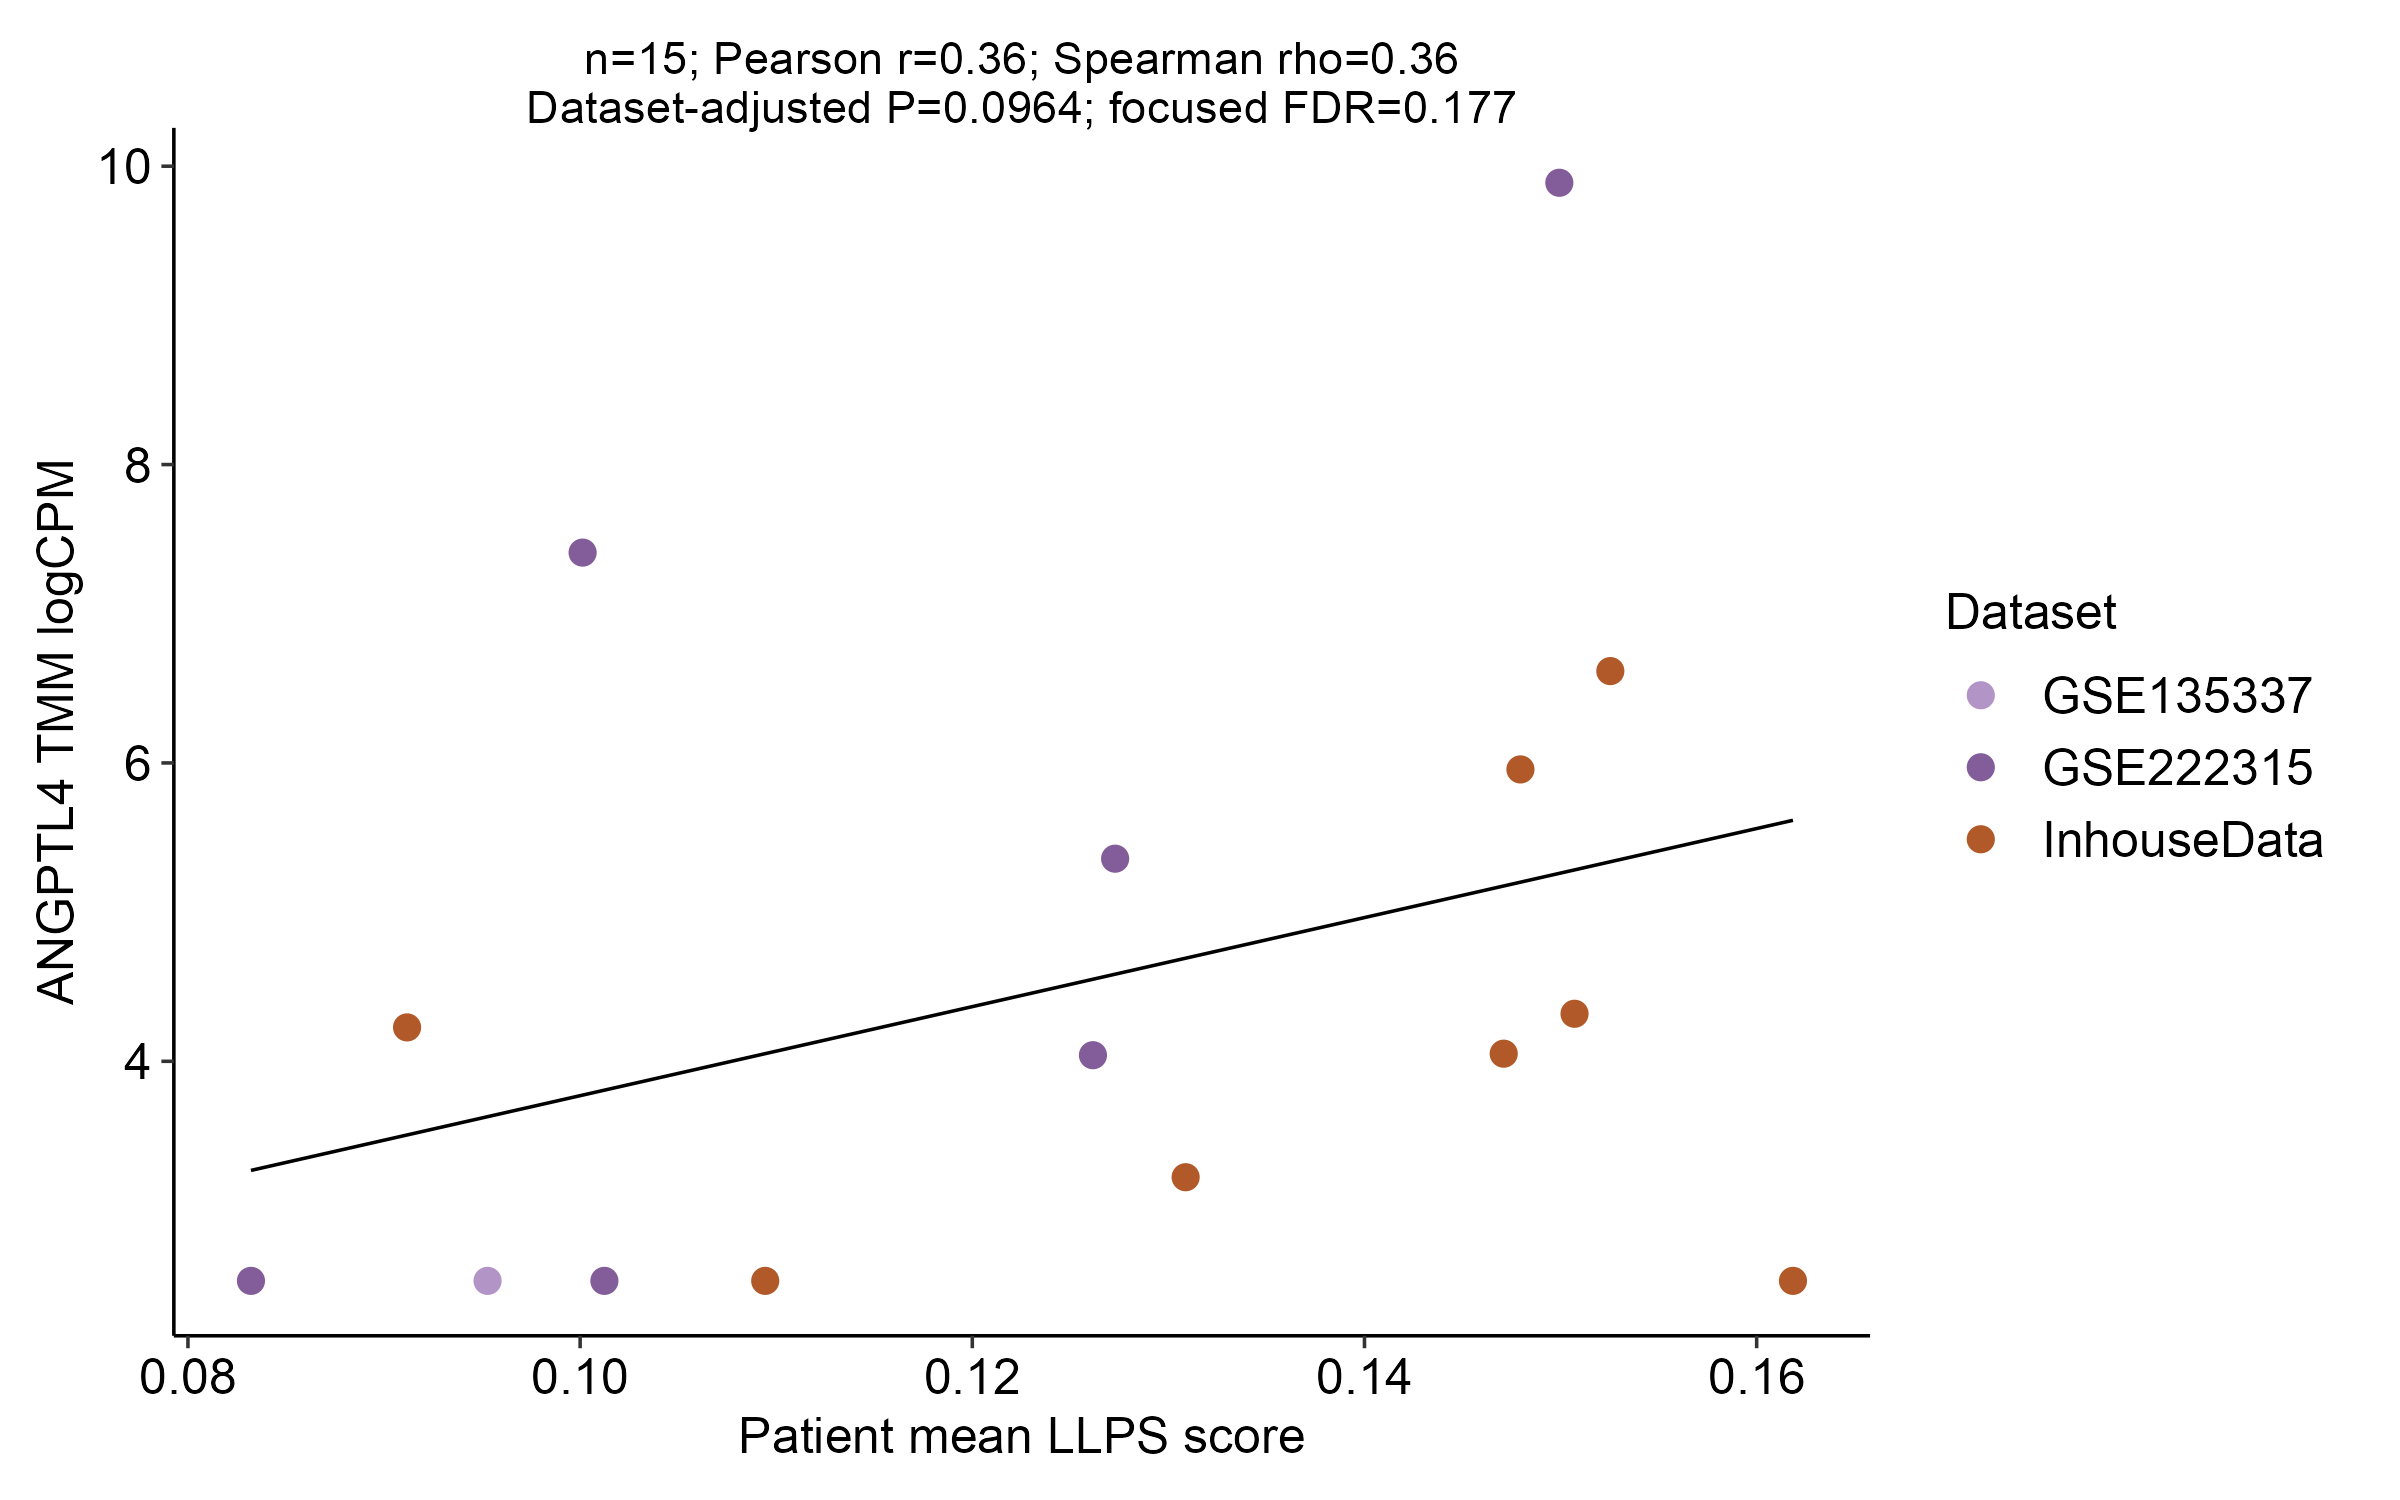 n=15; Pearson r=0.36; Spearman rho=0.36
Dataset-adjusted P=0.0964; focused FDR=0.177
10
8
6
4
ANGPTL4 TMM logCPM
0.08 0.10 0.12 0.14 0.16
Patient mean LLPS score
Dataset
GSE135337
GSE222315
InhouseData